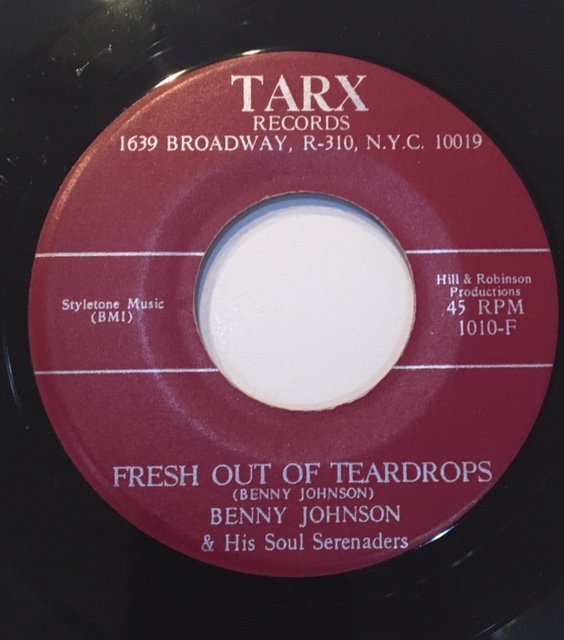 TARX
RECORDS
1639 BROADWAY, R-310, N.Y.C. 10019
Styletone Music
(BMI)
Hill & Robinson
Productions
45 RPM
1010-F
FRESH OUT OF TEARDROPS
(BENNY JOHNSON)
BENNY JOHNSON
& His Soul Serenaders